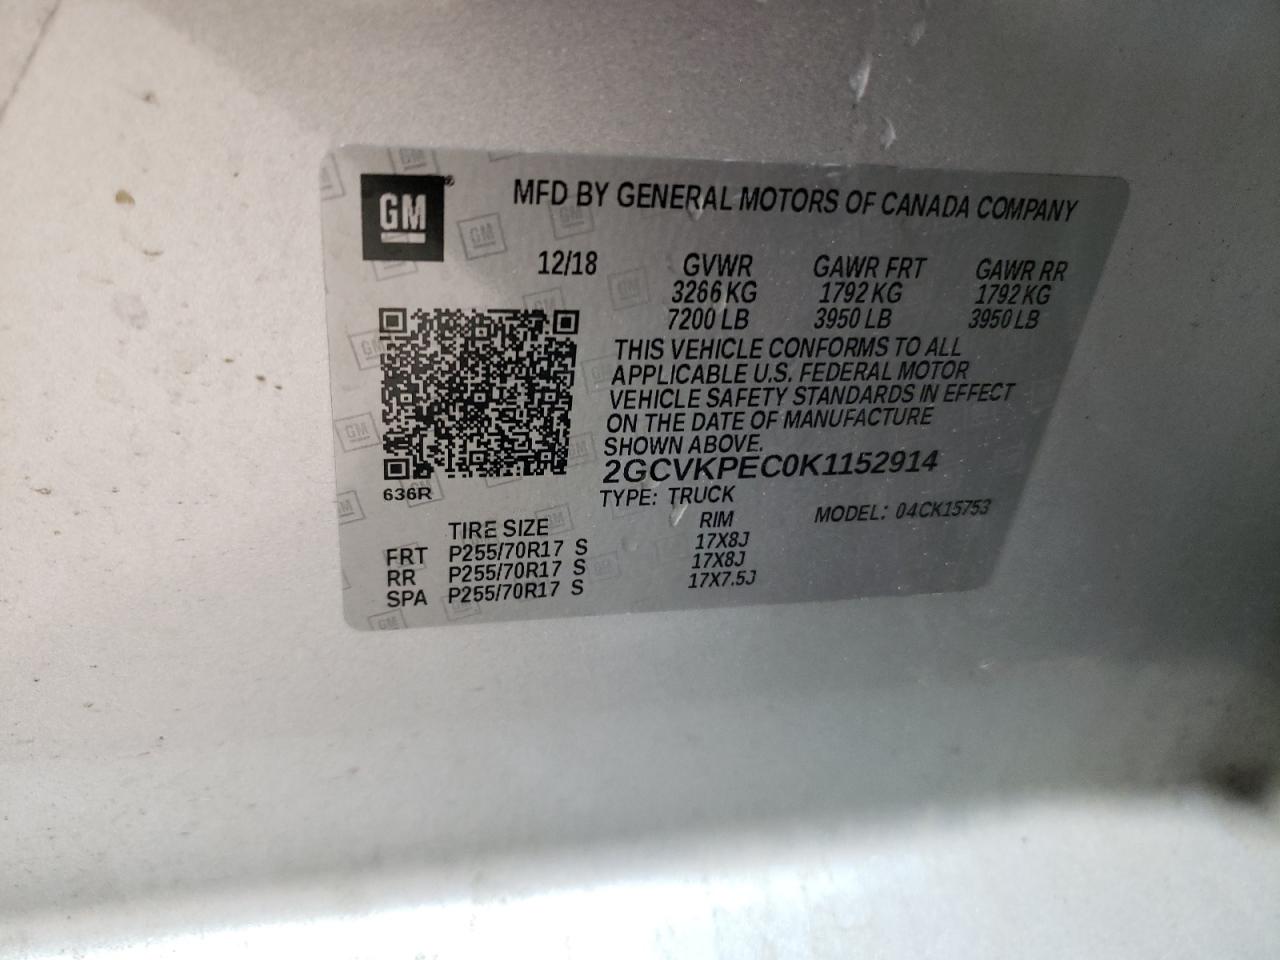 GM
MFD BY GENERAL MOTORS OF CANADA COMPANY
12/18 GVWR GAWR FRT GAWR RR
3266 KG 1792 KG 1792 KG
7200 LB 3950 LB 3950 LB
THIS VEHICLE CONFORMS TO ALL
APPLICABLE U.S. FEDERAL MOTOR
VEHICLE SAFETY STANDARDS IN EFFECT
ON THE DATE OF MANUFACTURE
SHOWN ABOVE.
2GCVKPEC0K1152914
636R
TYPE: TRUCK MODEL: 04CK15753
TIRE SIZE RIM
FRT P255/70R17 S 17X8J
RR P255/70R17 S 17X8J
SPA P255/70R17 S 17X7.5J